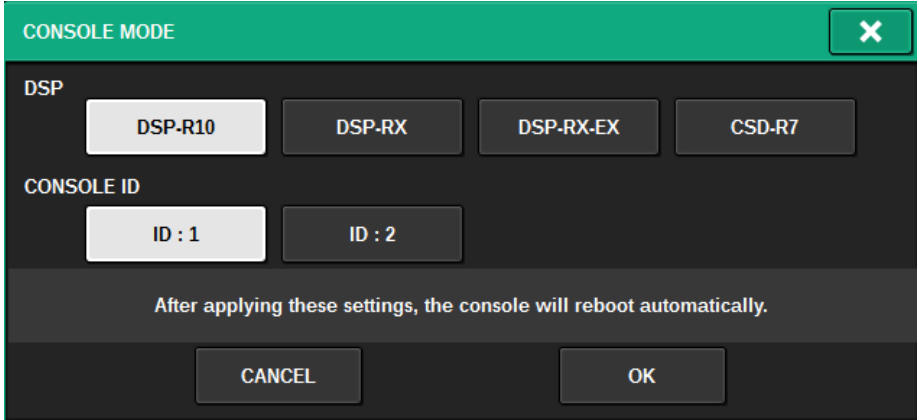 CONSOLE MODE
DSP
DSP-R10 DSP-RX DSP-RX-EX CSD-R7
CONSOLE ID
ID : 1 ID : 2
After applying these settings, the console will reboot automatically.
CANCEL OK